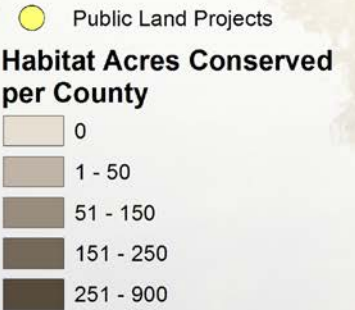 Public Land Projects
Habitat Acres Conserved
per County
0
1 - 50
51 - 150
151 - 250
251 - 900